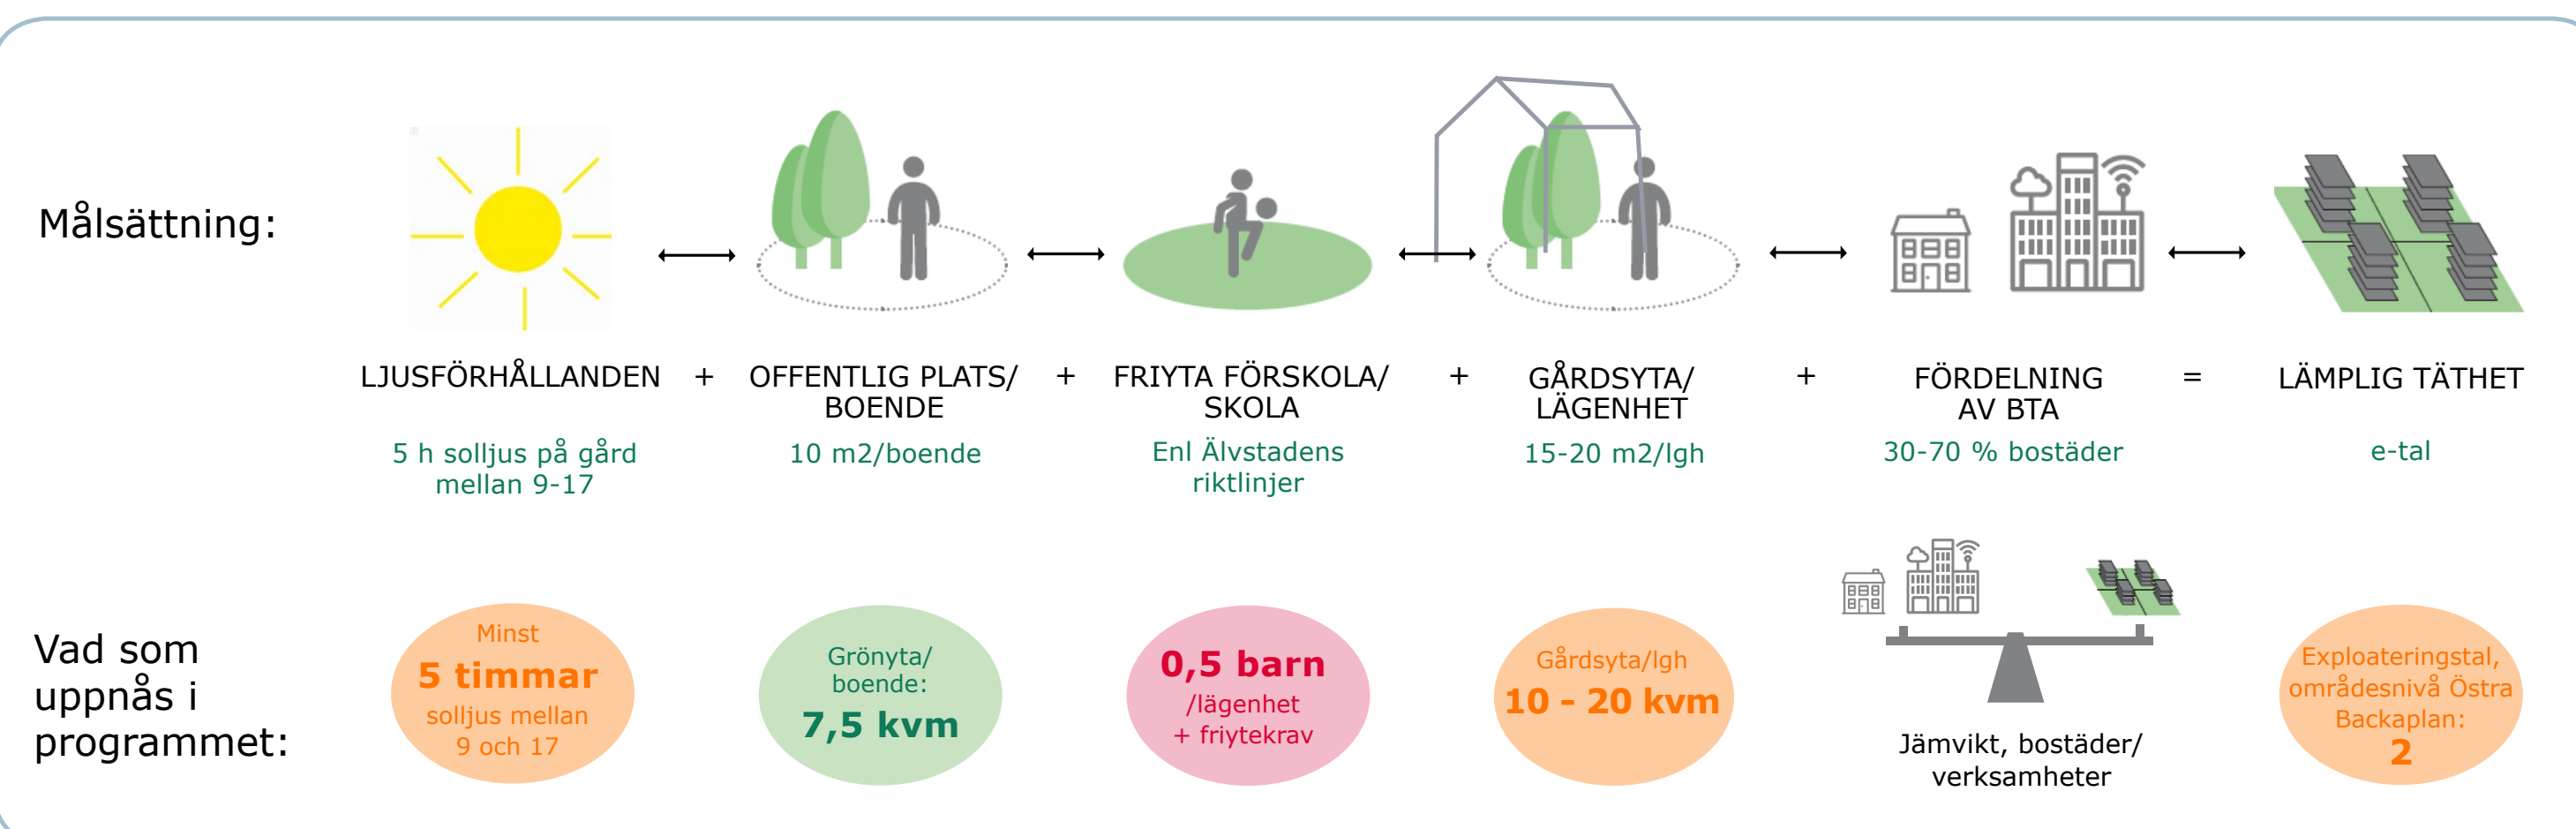 Målsättning:
LJUSFÖRHÅLLANDEN + OFFENTLIG PLATS/ + FRIYTA FÖRSKOLA/ + GÅRDSYTA/ + FÖRDELNING = LÄMPLIG TÄTHET
BOENDE SKOLA LÄGENHET AV BTA
5 h solljus på gård 10 m2/boende Enl Älvstadens 15-20 m2/lgh 30-70 % bostäder e-tal
mellan 9-17 riktlinjer
Vad som
uppnås i
programmet:
Minst
5 timmar
solljus mellan
9 och 17
Grönyta/
boende:
7,5 kvm
0,5 barn
/lägenhet
+ friytekrav
Gårdsyta/lgh
10 - 20 kvm
Jämvikt, bostäder/
verksamheter
Exploateringstal,
områdesnivå Östra
Backaplan:
2